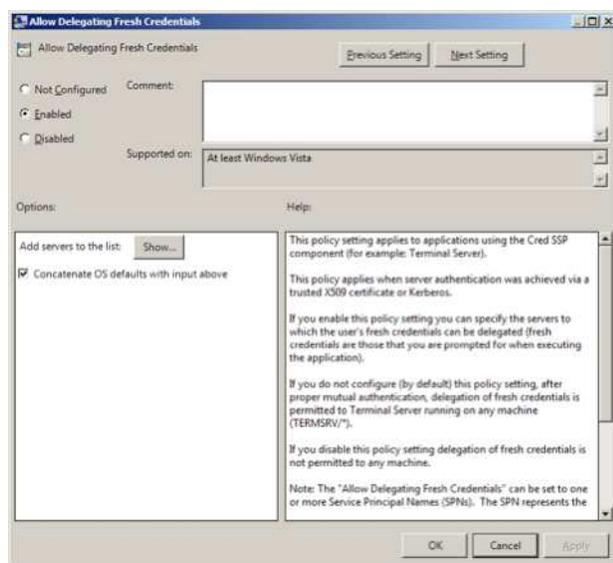 Allow Delegating Fresh Credentials
Allow Delegating Fresh Credentials
Previous Setting
Next Setting
Not Configured
Comment:
Enabled
Disabled
Supported on:
At least Windows Vista
Options:
Help:
Add servers to the list:
Show...
Concatenate OS defaults with input above
This policy setting applies to applications using the Cred SSP
component (for example: Terminal Server).
This policy applies when server authentication was achieved via a
trusted X509 certificate or Kerberos.
If you enable this policy setting you can specify the servers to
which the user's fresh credentials can be delegated (fresh
credentials are those that you are prompted for when executing
the application).
If you do not configure (by default) this policy setting, after
proper mutual authentication, delegation of fresh credentials is
permitted to Terminal Server running on any machine
(TERMSRV/*).
If you disable this policy setting delegation of fresh credentials is
not permitted to any machine.
Note: The "Allow Delegating Fresh Credentials" can be set to one
or more Service Principal Names (SPNs). The SPN represents the
OK
Cancel
Apply